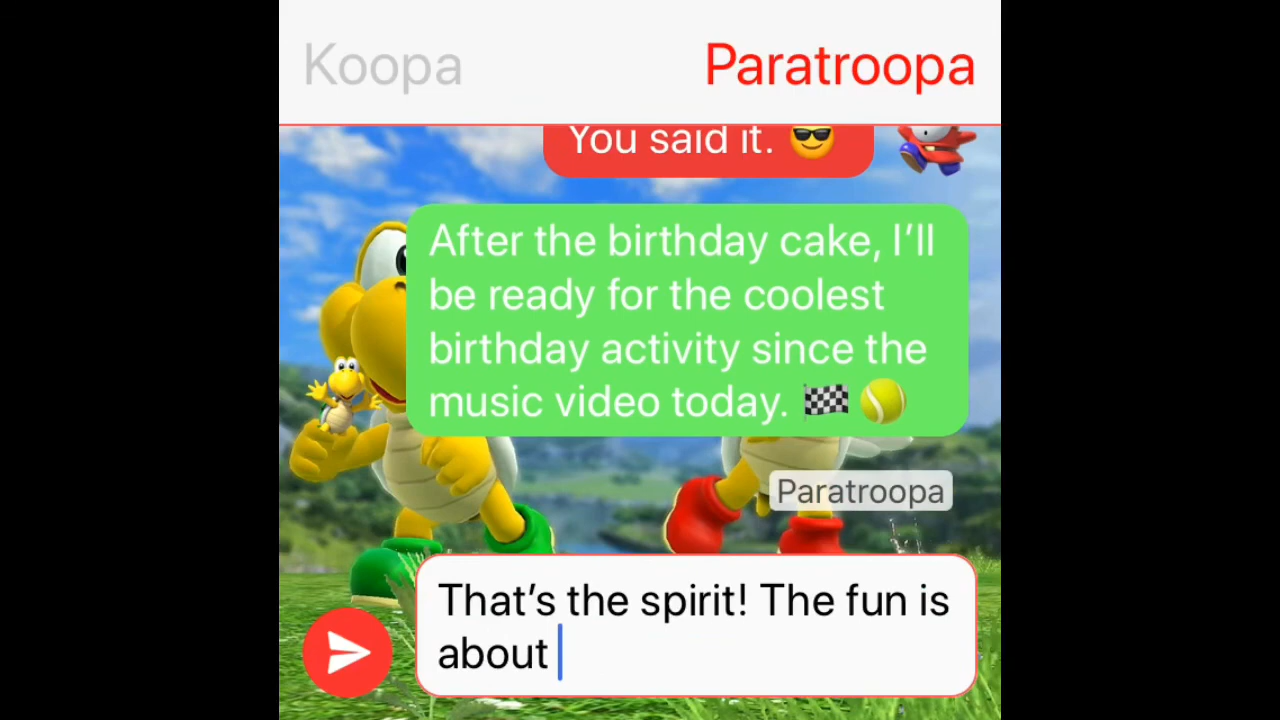 Koopa
Paratroopa
You said it. 😎
After the birthday cake, I’ll
be ready for the coolest
birthday activity since the
music video today. 🏁 🎾
Paratroopa
That’s the spirit! The fun is
about